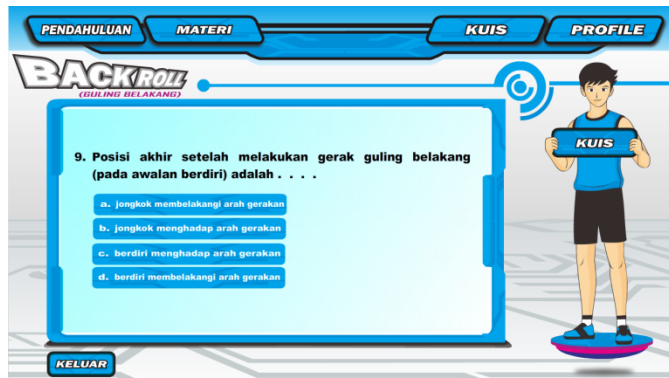 PENDAHULUAN
MATERI
KUIS
PROFILE
BACK ROLL
(GULING BELAKANG)
KUIS
9. Posisi akhir setelah melakukan gerak guling belakang
(pada awalan berdiri) adalah . . . .
a. jongkok membelakangi arah gerakan
b. jongkok menghadap arah gerakan
c. berdiri menghadap arah gerakan
d. berdiri membelakangi arah gerakan
KELUAR